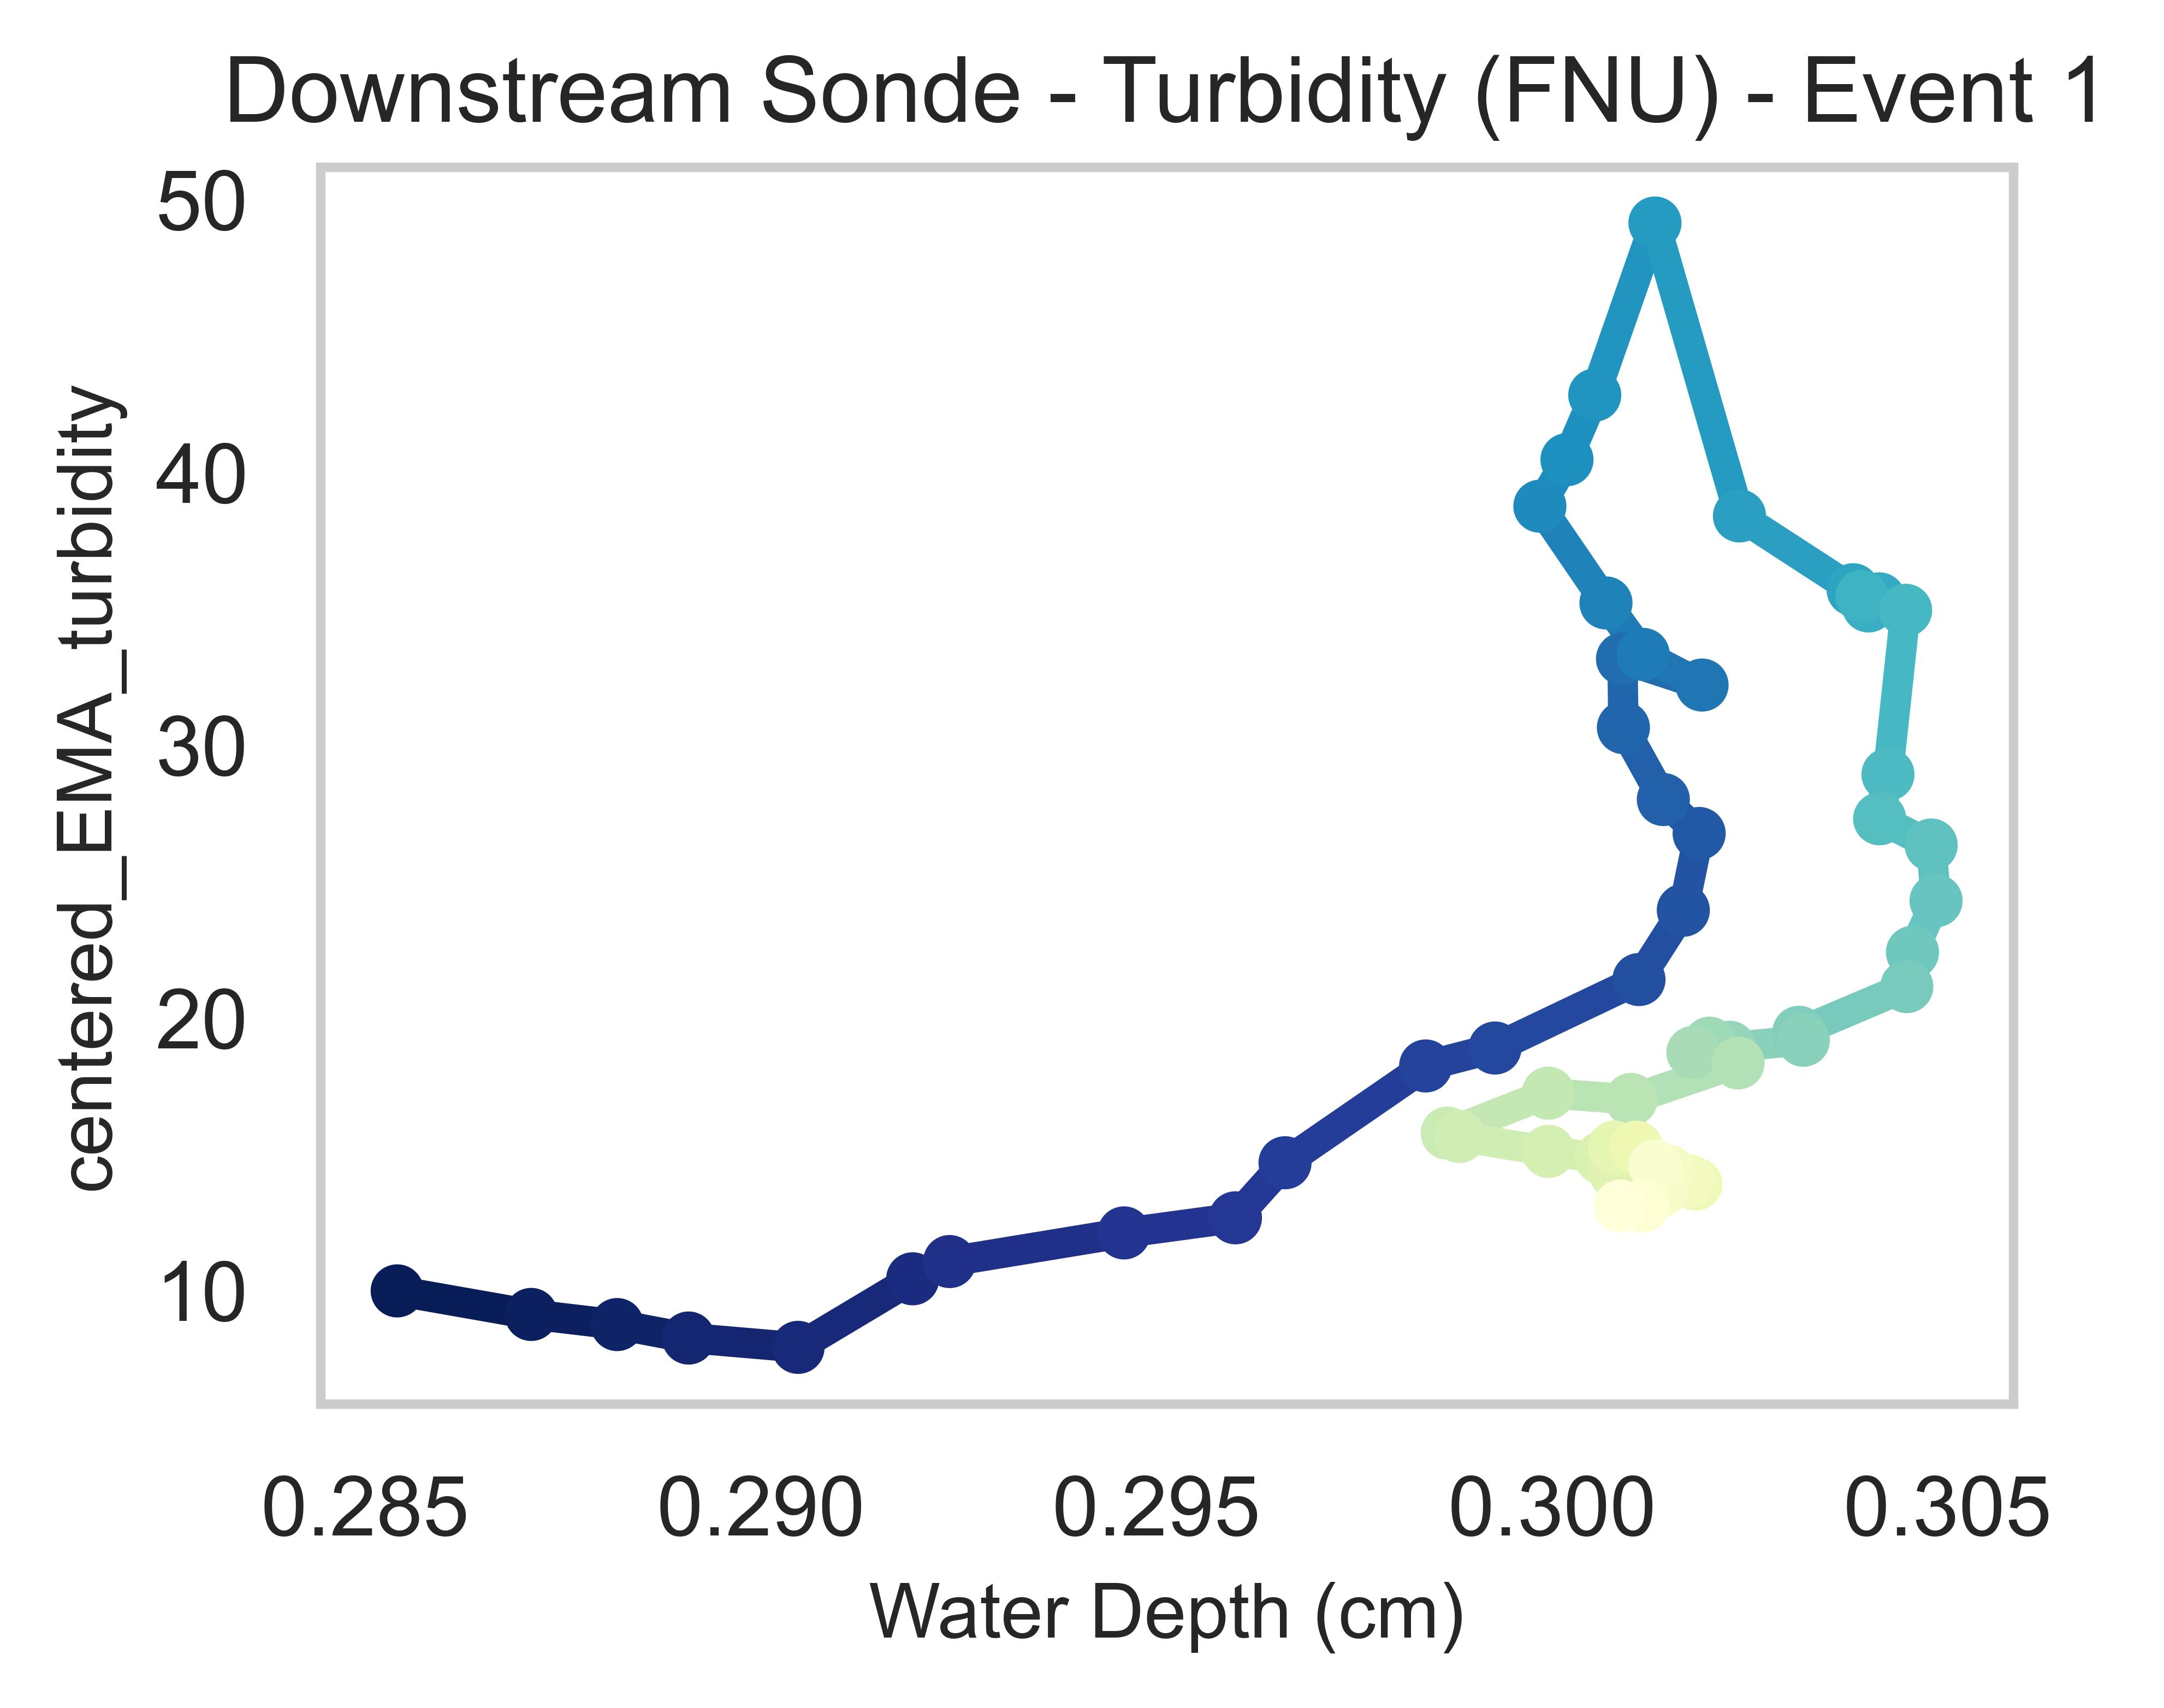 Downstream Sonde - Turbidity (FNU) - Event 1
50
40
30
20
10
centered_EMA_turbidity
0.285 0.290 0.295 0.300 0.305
Water Depth (cm)